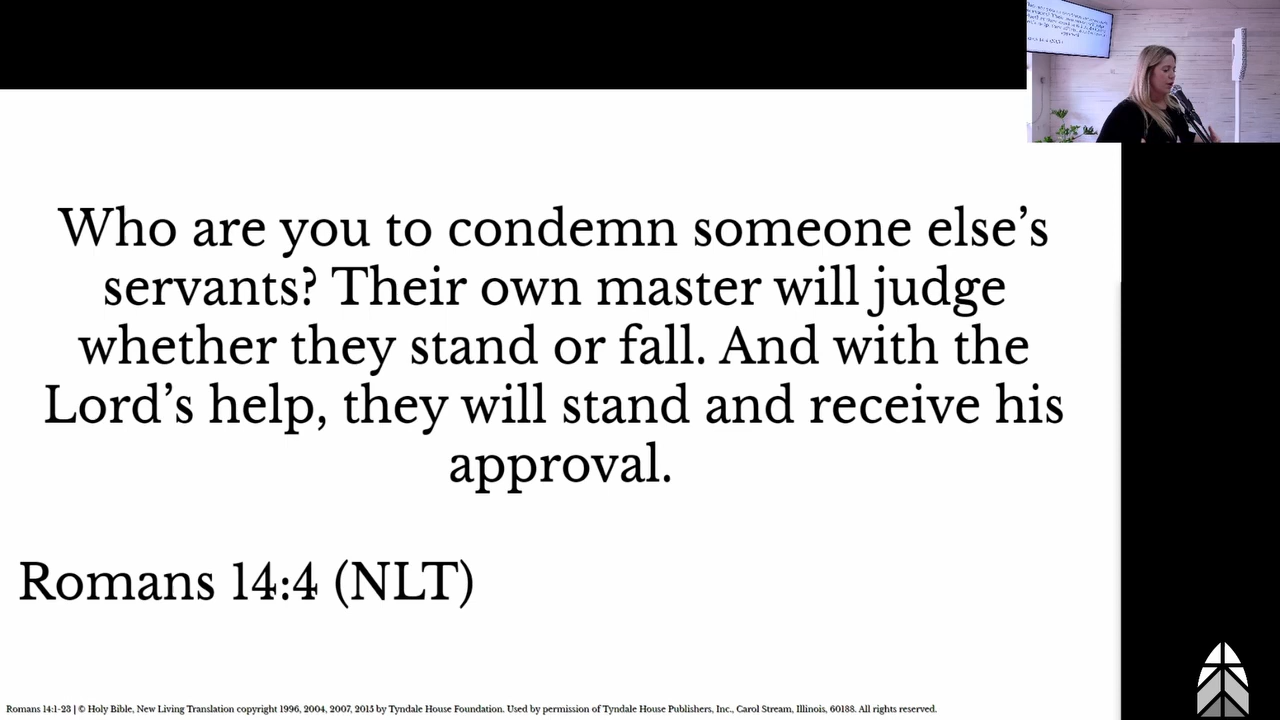 Who are you to condemn someone else’s
servants? Their own master will judge
whether they stand or fall. And with the
Lord’s help, they will stand and receive his
approval.
Romans 14:4 (NLT)
Romans 14:1-23 | © Holy Bible, New Living Translation copyright 1996, 2004, 2007, 2015 by Tyndale House Foundation. Used by permission of Tyndale House Publishers, Inc., Carol Stream, Illinois, 60188. All rights reserved.